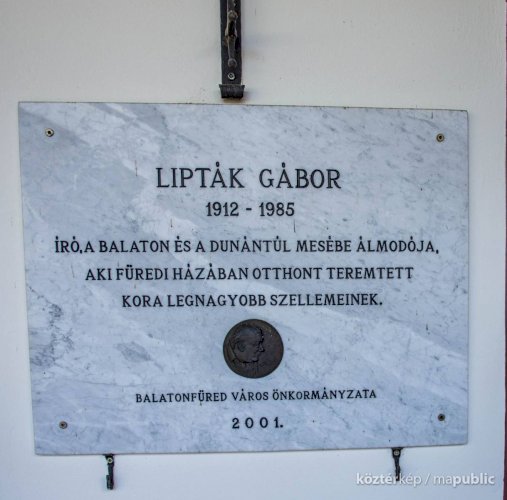 LIPTÁK GÁBOR
1912 - 1985
ÍRÓ, A BALATON ÉS A DUNÁNTÚL MESÉBE ÁLMODÓJA,
AKI FÜREDI HÁZÁBAN OTTHONT TEREMTETT
KORA LEGNAGYOBB SZELLEMEINEK.
BALATONFÜRED VÁROS ÖNKORMÁNYZATA
2001.
köztérkép / mapublic